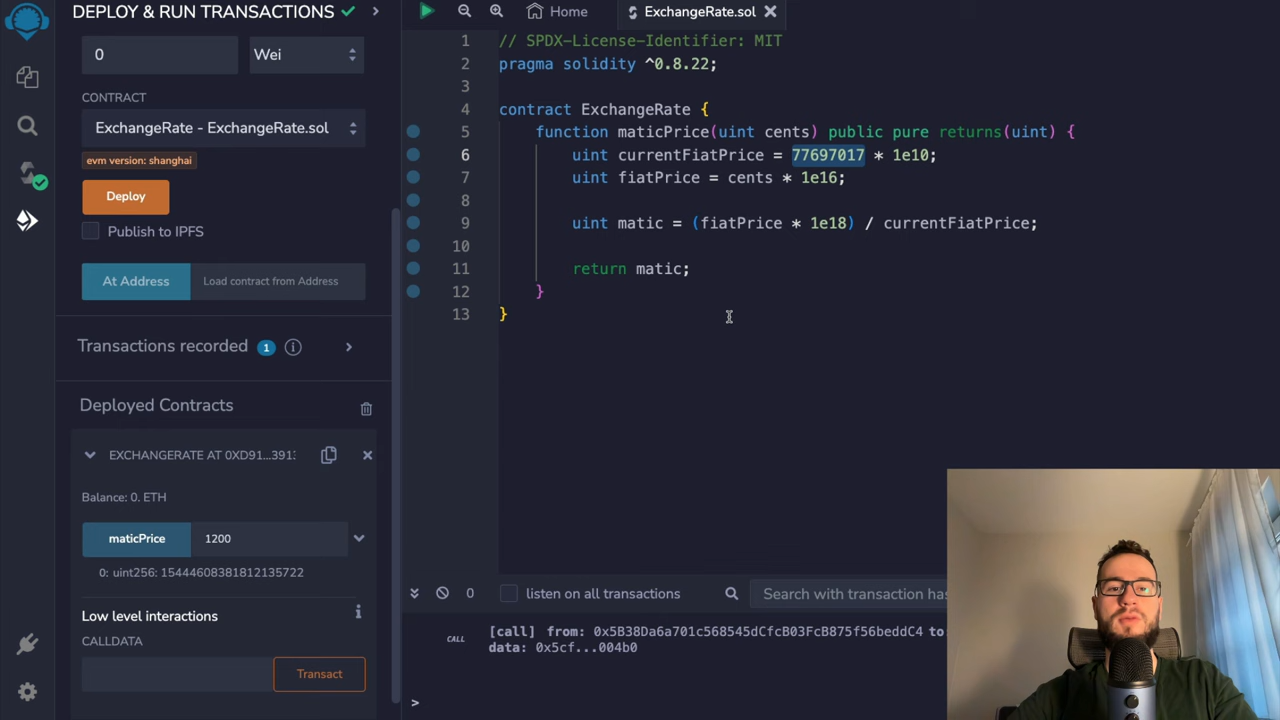 DEPLOY & RUN TRANSACTIONS
0
Wei
CONTRACT
ExchangeRate - ExchangeRate.sol
evm version: shanghai
Deploy
Publish to IPFS
At Address
Load contract from Address
Transactions recorded
1
Deployed Contracts
EXCHANGERATE AT 0XD91...391
Balance: 0. ETH
maticPrice
1200
0: uint256: 15444608381812135722
Low level interactions
CALLDATA
Transact
Home
ExchangeRate.sol
1 // SPDX-License-Identifier: MIT
2 pragma solidity ^0.8.22;
3
4 contract ExchangeRate {
5 function maticPrice(uint cents) public pure returns(uint) {
6 uint currentFiatPrice = 77697017 * 1e10;
7 uint fiatPrice = cents * 1e16;
8
9 uint matic = (fiatPrice * 1e18) / currentFiatPrice;
10
11 return matic;
12 }
13 }
0
listen on all transactions
Search with transaction has
CALL
[call] from: 0x5B38Da6a701c568545dCfcB03FcB875f56beddC4 to:
data: 0x5cf...004b0
>